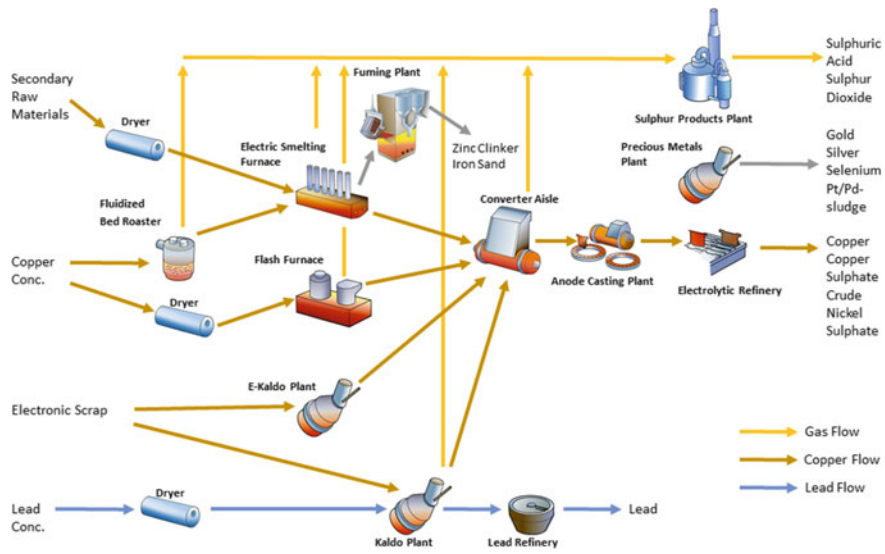 Secondary
Raw
Materials
Dryer
Fuming Plant
Electric Smelting
Furnace
Zinc Clinker
Iron Sand
Sulphur Products Plant
Sulphuric
Acid
Sulphur
Dioxide
Precious Metals
Plant
Gold
Silver
Selenium
Pt/Pd-
sludge
Fluidized
Bed Roaster
Converter Aisle
Copper
Conc.
Dryer
Flash Furnace
Anode Casting Plant
Electrolytic Refinery
Copper
Copper
Sulphate
Crude
Nickel
Sulphate
Electronic Scrap
E-Kaldo Plant
Gas Flow
Copper Flow
Lead Flow
Lead
Conc.
Dryer
Kaldo Plant
Lead Refinery
Lead